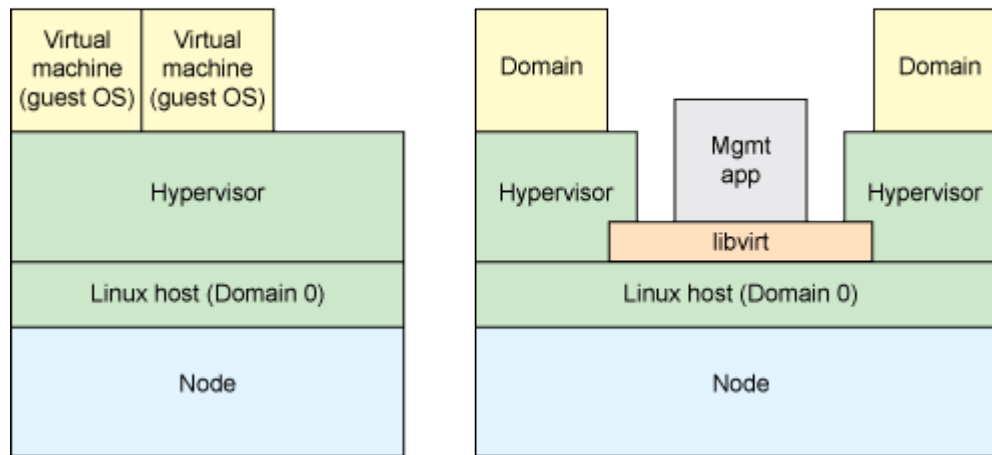 Virtual
machine
(guest OS)
Virtual
machine
(guest OS)
Hypervisor
Linux host (Domain 0)
Node
Domain
Domain
Mgmt
app
Hypervisor
Hypervisor
libvirt
Linux host (Domain 0)
Node